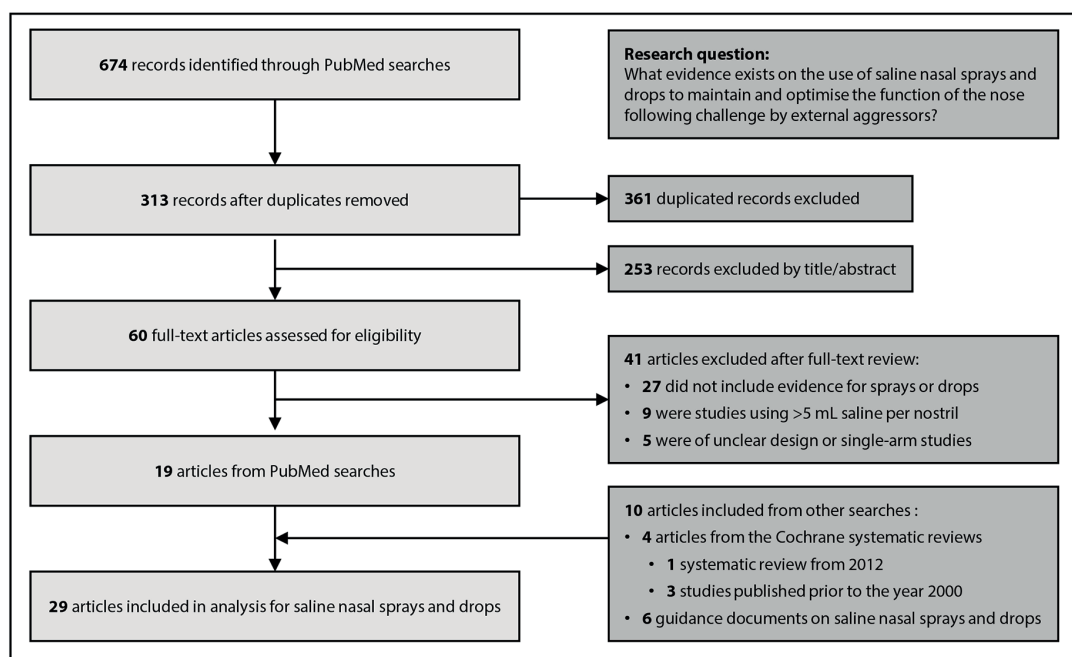 674 records identified through PubMed searches
Research question:
What evidence exists on the use of saline nasal sprays and
drops to maintain and optimise the function of the nose
following challenge by external aggressors?
313 records after duplicates removed
361 duplicated records excluded
253 records excluded by title/abstract
60 full-text articles assessed for eligibility
41 articles excluded after full-text review:
• 27 did not include evidence for sprays or drops
• 9 were studies using >5 mL saline per nostril
• 5 were of unclear design or single-arm studies
19 articles from PubMed searches
10 articles included from other searches :
• 4 articles from the Cochrane systematic reviews
• 1 systematic review from 2012
• 3 studies published prior to the year 2000
• 6 guidance documents on saline nasal sprays and drops
29 articles included in analysis for saline nasal sprays and drops